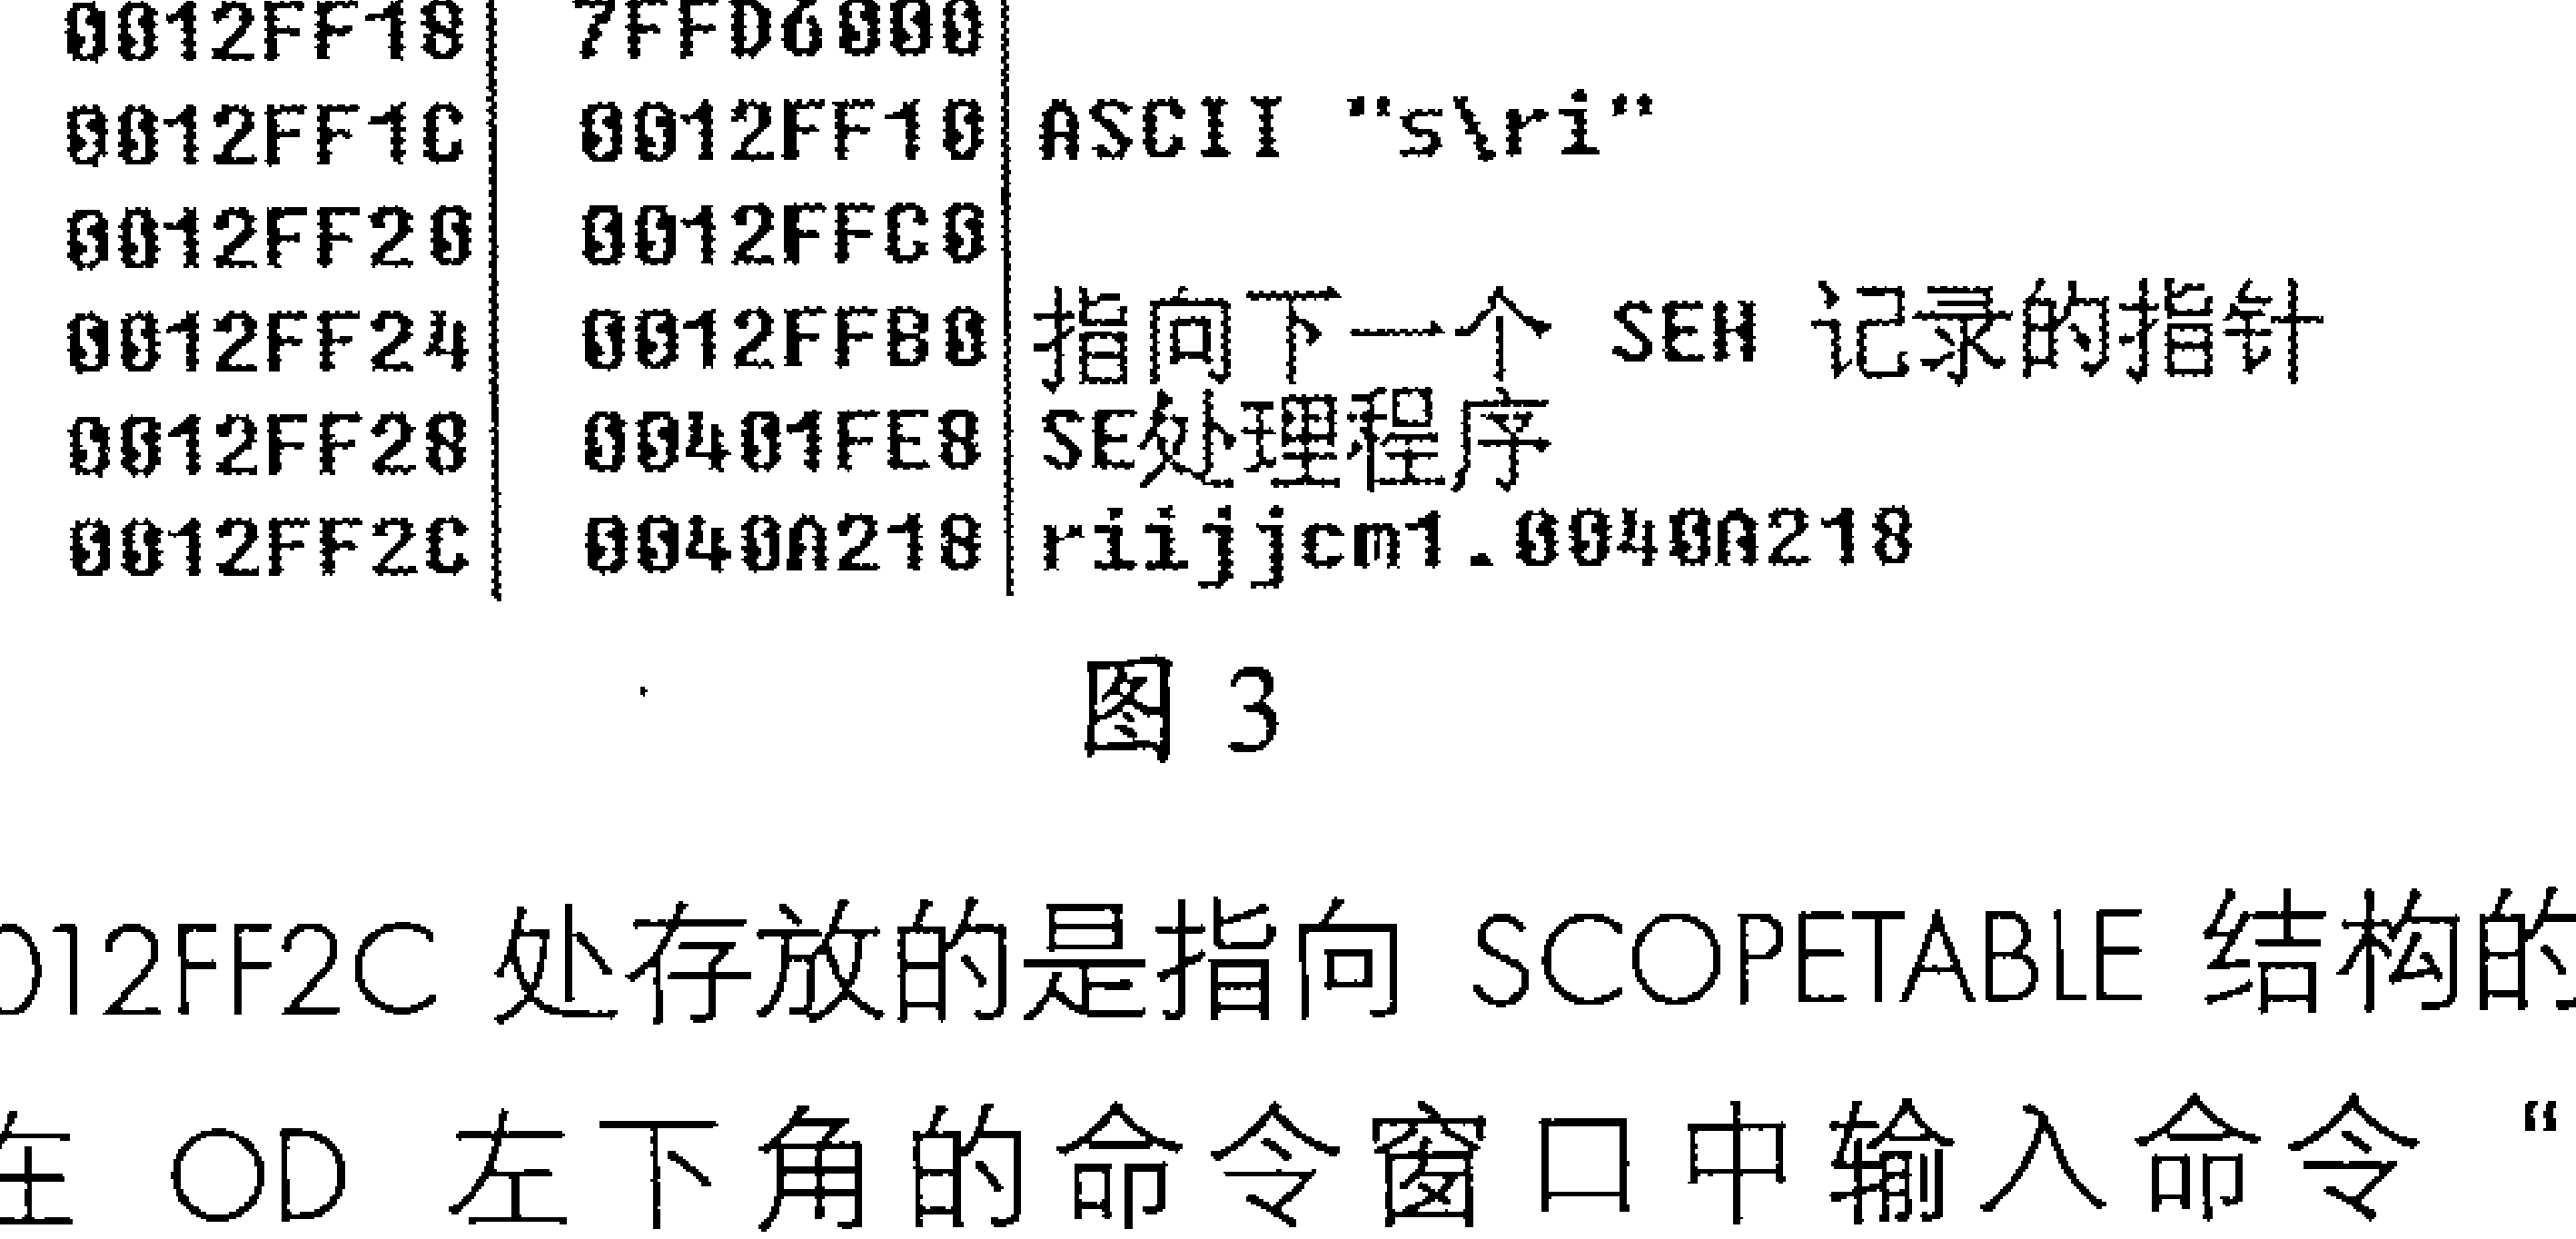 0012FF18 7FFD6000
0012FF1C 0012FF10 ASCII "s\ri"
0012FF20 0012FFC0
0012FF24 0012FFB0 指向下一个 SEH 记录的指针
0012FF28 00401FE8 SE处理程序
0012FF2C 0040A218 riijjcm1.0040A218
图 3
012FF2C 处存放的是指向 SCOPETABLE 结构的
在 OD 左下角的命令窗口中输入命令 “